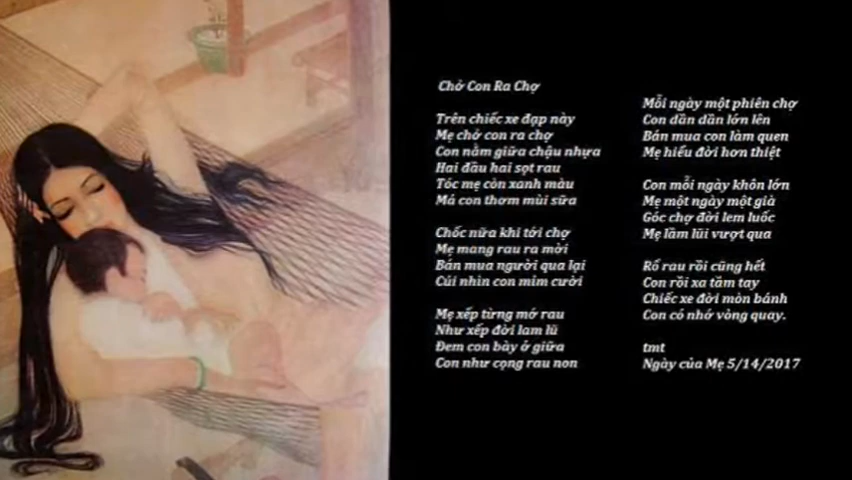 Chở Con Ra Chợ
Trên chiếc xe đạp này
Mẹ chở con ra chợ
Con nằm giữa chậu nhựa
Hai đầu hai sọt rau
Tóc mẹ còn xanh màu
Má con thơm mùi sữa
Chốc nữa khi tới chợ
Mẹ mang rau ra mời
Bán mua người qua lại
Cúi nhìn con mỉm cười
Mẹ xếp từng mớ rau
Như xếp đời lam lũ
Đem con bày ở giữa
Con như cọng rau non
Mỗi ngày một phiên chợ
Con dần dần lớn lên
Bán mua con làm quen
Mẹ hiểu đời hơn thiệt
Con mỗi ngày khôn lớn
Mẹ một ngày một già
Góc chợ đời lem luốc
Mẹ lầm lũi vượt qua
Rổ rau rồi cũng hết
Con rồi xa tầm tay
Chiếc xe đời mòn bánh
Con có nhớ vòng quay.
tmt
Ngày của Mẹ 5/14/2017